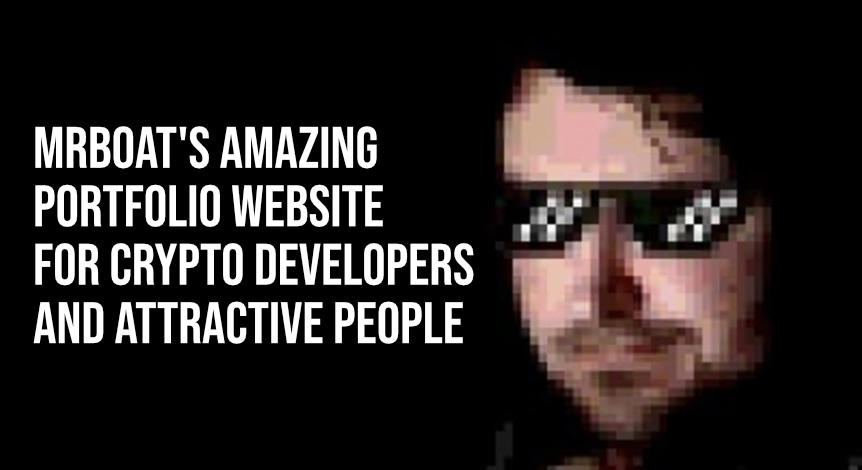 MRBOAT'S AMAZING
PORTFOLIO WEBSITE
FOR CRYPTO DEVELOPERS
AND ATTRACTIVE PEOPLE